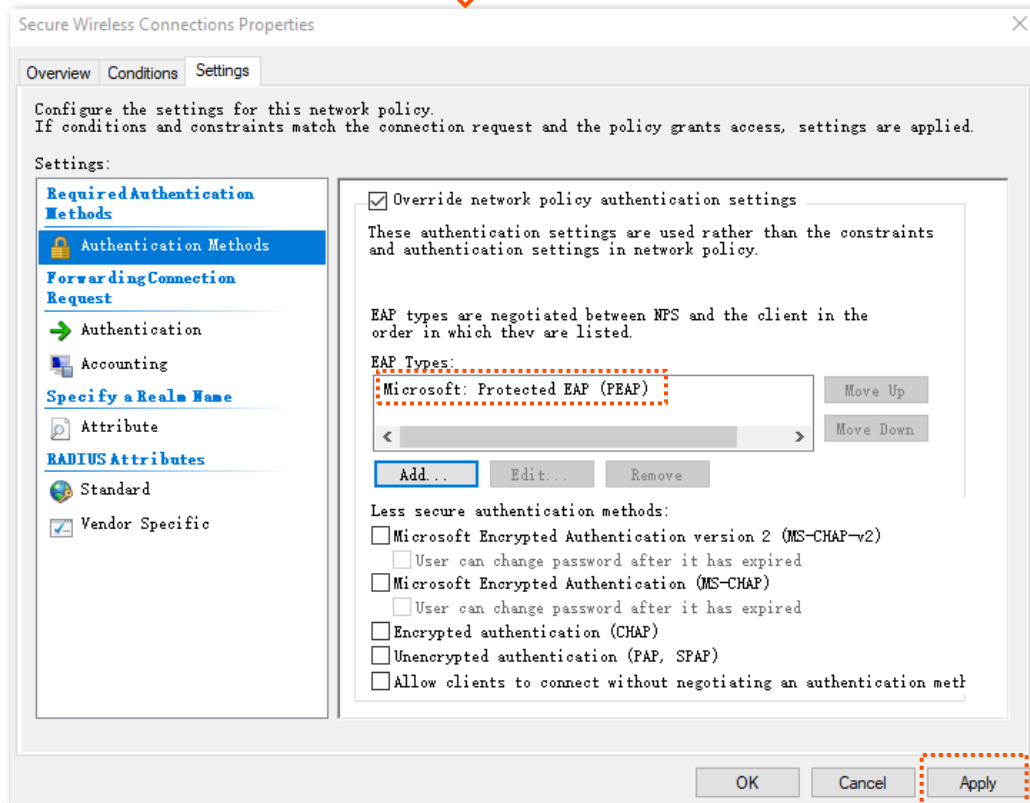 Secure Wireless Connections Properties
Overview Conditions Settings
Configure the settings for this network policy.
If conditions and constraints match the connection request and the policy grants access, settings are applied.
Settings:
Required Authentication
Methods
Authentication Methods
Forwarding Connection
Request
Authentication
Accounting
Specify a Realm Name
Attribute
RADIUS Attributes
Standard
Vendor Specific
Override network policy authentication settings
These authentication settings are used rather than the constraints
and authentication settings in network policy.
EAP types are negotiated between NPS and the client in the
order in which they are listed.
EAP Types:
Microsoft: Protected EAP (PEAP)
Move Up
Move Down
Add... Edit... Remove
Less secure authentication methods:
Microsoft Encrypted Authentication version 2 (MS-CHAP-v2)
User can change password after it has expired
Microsoft Encrypted Authentication (MS-CHAP)
User can change password after it has expired
Encrypted authentication (CHAP)
Unencrypted authentication (PAP, SPAP)
Allow clients to connect without negotiating an authentication meth
OK Cancel Apply